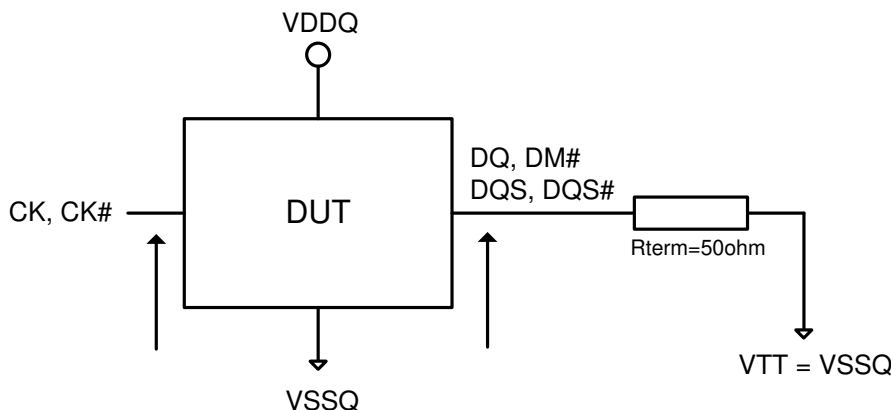 VDDQ
CK, CK#
DUT
DQ, DM#
DQS, DQS#
Rterm=50ohm
VSSQ
VTT = VSSQ